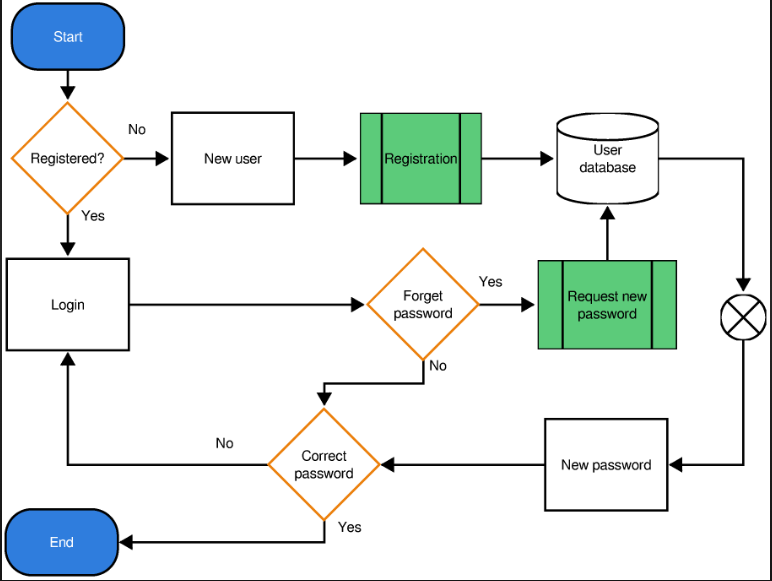 Start
No
Registered?
New user
Registration
User
database
Yes
Login
Forget
password
Yes
Request new
password
No
No
Correct
password
New password
Yes
End